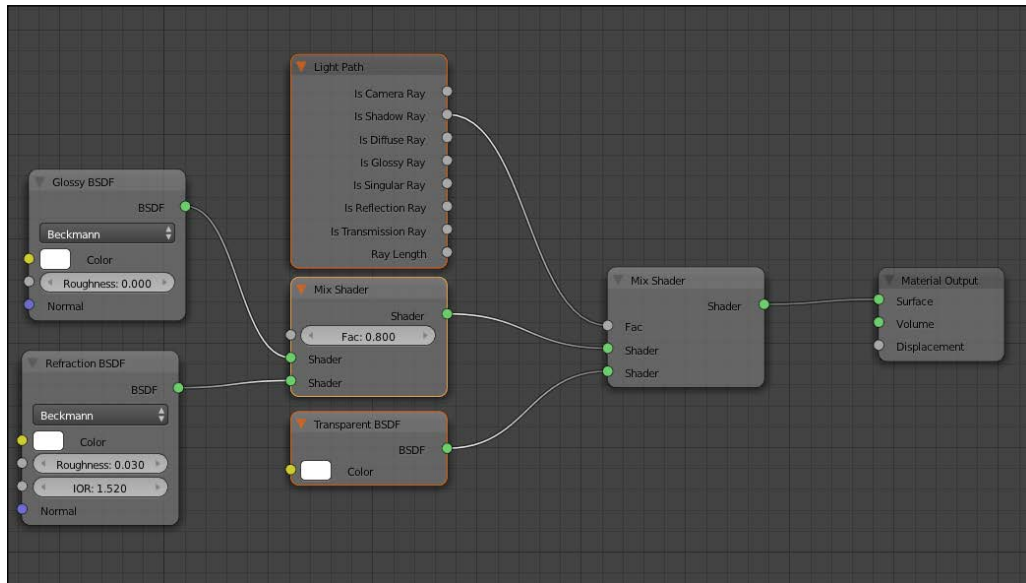 Light Path
Is Camera Ray
Is Shadow Ray
Is Diffuse Ray
Is Glossy Ray
Is Singular Ray
Is Reflection Ray
Is Transmission Ray
Ray Length
Glossy BSDF
BSDF
Beckmann
Color
Roughness: 0.000
Normal
Mix Shader
Shader
Fac: 0.800
Shader
Shader
Refraction BSDF
BSDF
Beckmann
Color
Roughness: 0.030
IOR: 1.520
Normal
Transparent BSDF
BSDF
Color
Mix Shader
Shader
Fac
Shader
Shader
Material Output
Surface
Volume
Displacement